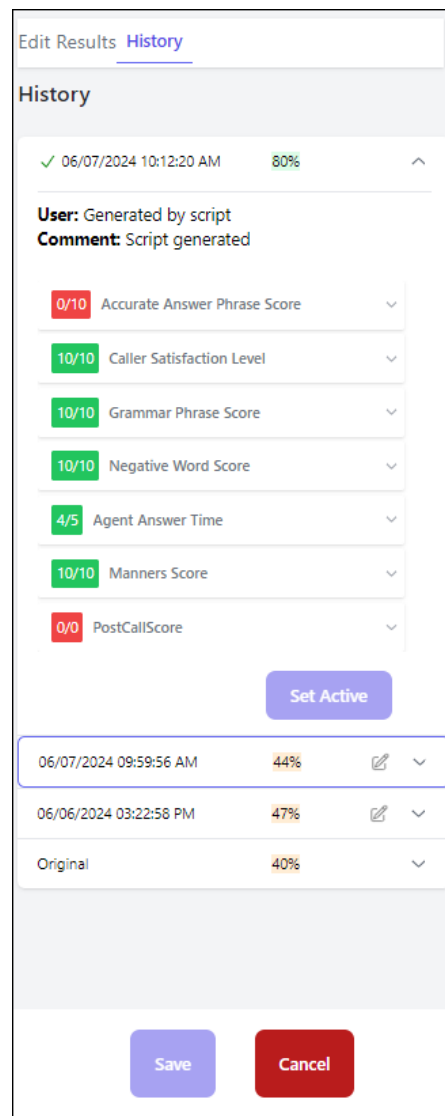 Edit Results History
History
06/07/2024 10:12:20 AM 80%
User: Generated by script
Comment: Script generated
0/10 Accurate Answer Phrase Score
10/10 Caller Satisfaction Level
10/10 Grammar Phrase Score
10/10 Negative Word Score
4/5 Agent Answer Time
10/10 Manners Score
0/0 PostCallScore
Set Active
06/07/2024 09:59:56 AM 44%
06/06/2024 03:22:58 PM 47%
Original 40%
Save Cancel